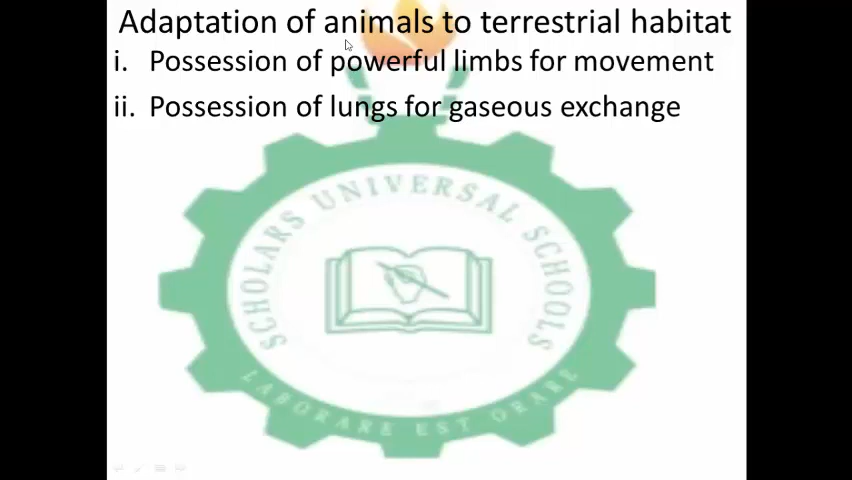 Adaptation of animals to terrestrial habitat
i. Possession of powerful limbs for movement
ii. Possession of lungs for gaseous exchange
SCHOLARS UNIVERSAL SCHOOLS
LABORARE EST ORARE